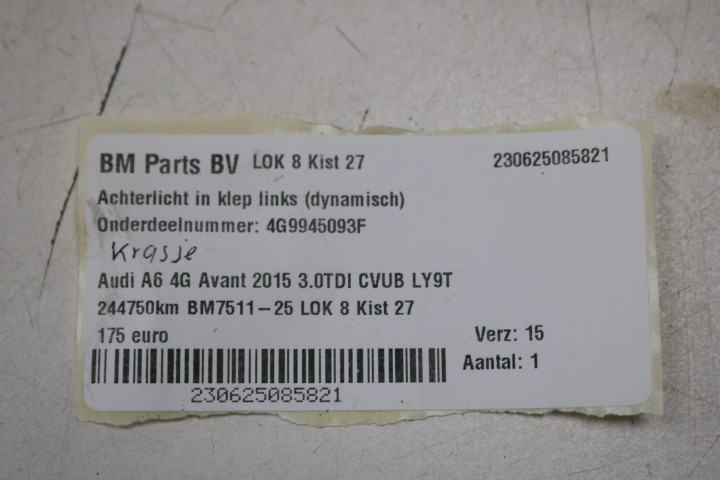 BM Parts BV LOK 8 Kist 27 230625085821
Achterlicht in klep links (dynamisch)
Onderdeelnummer: 4G9945093F
Krasje
Audi A6 4G Avant 2015 3.0TDI CVUB LY9T
244750km BM7511-25 LOK 8 Kist 27
175 euro Verz: 15
Aantal: 1
230625085821